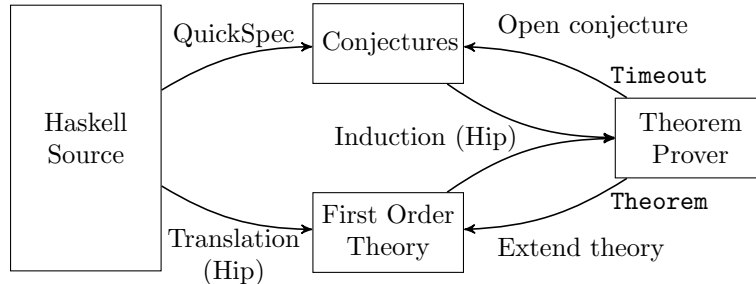 QuickSpec
Conjectures
Open conjecture
Timeout
Haskell
Source
Induction (Hip)
Theorem
Prover
Translation
(Hip)
First Order
Theory
Theorem
Extend theory